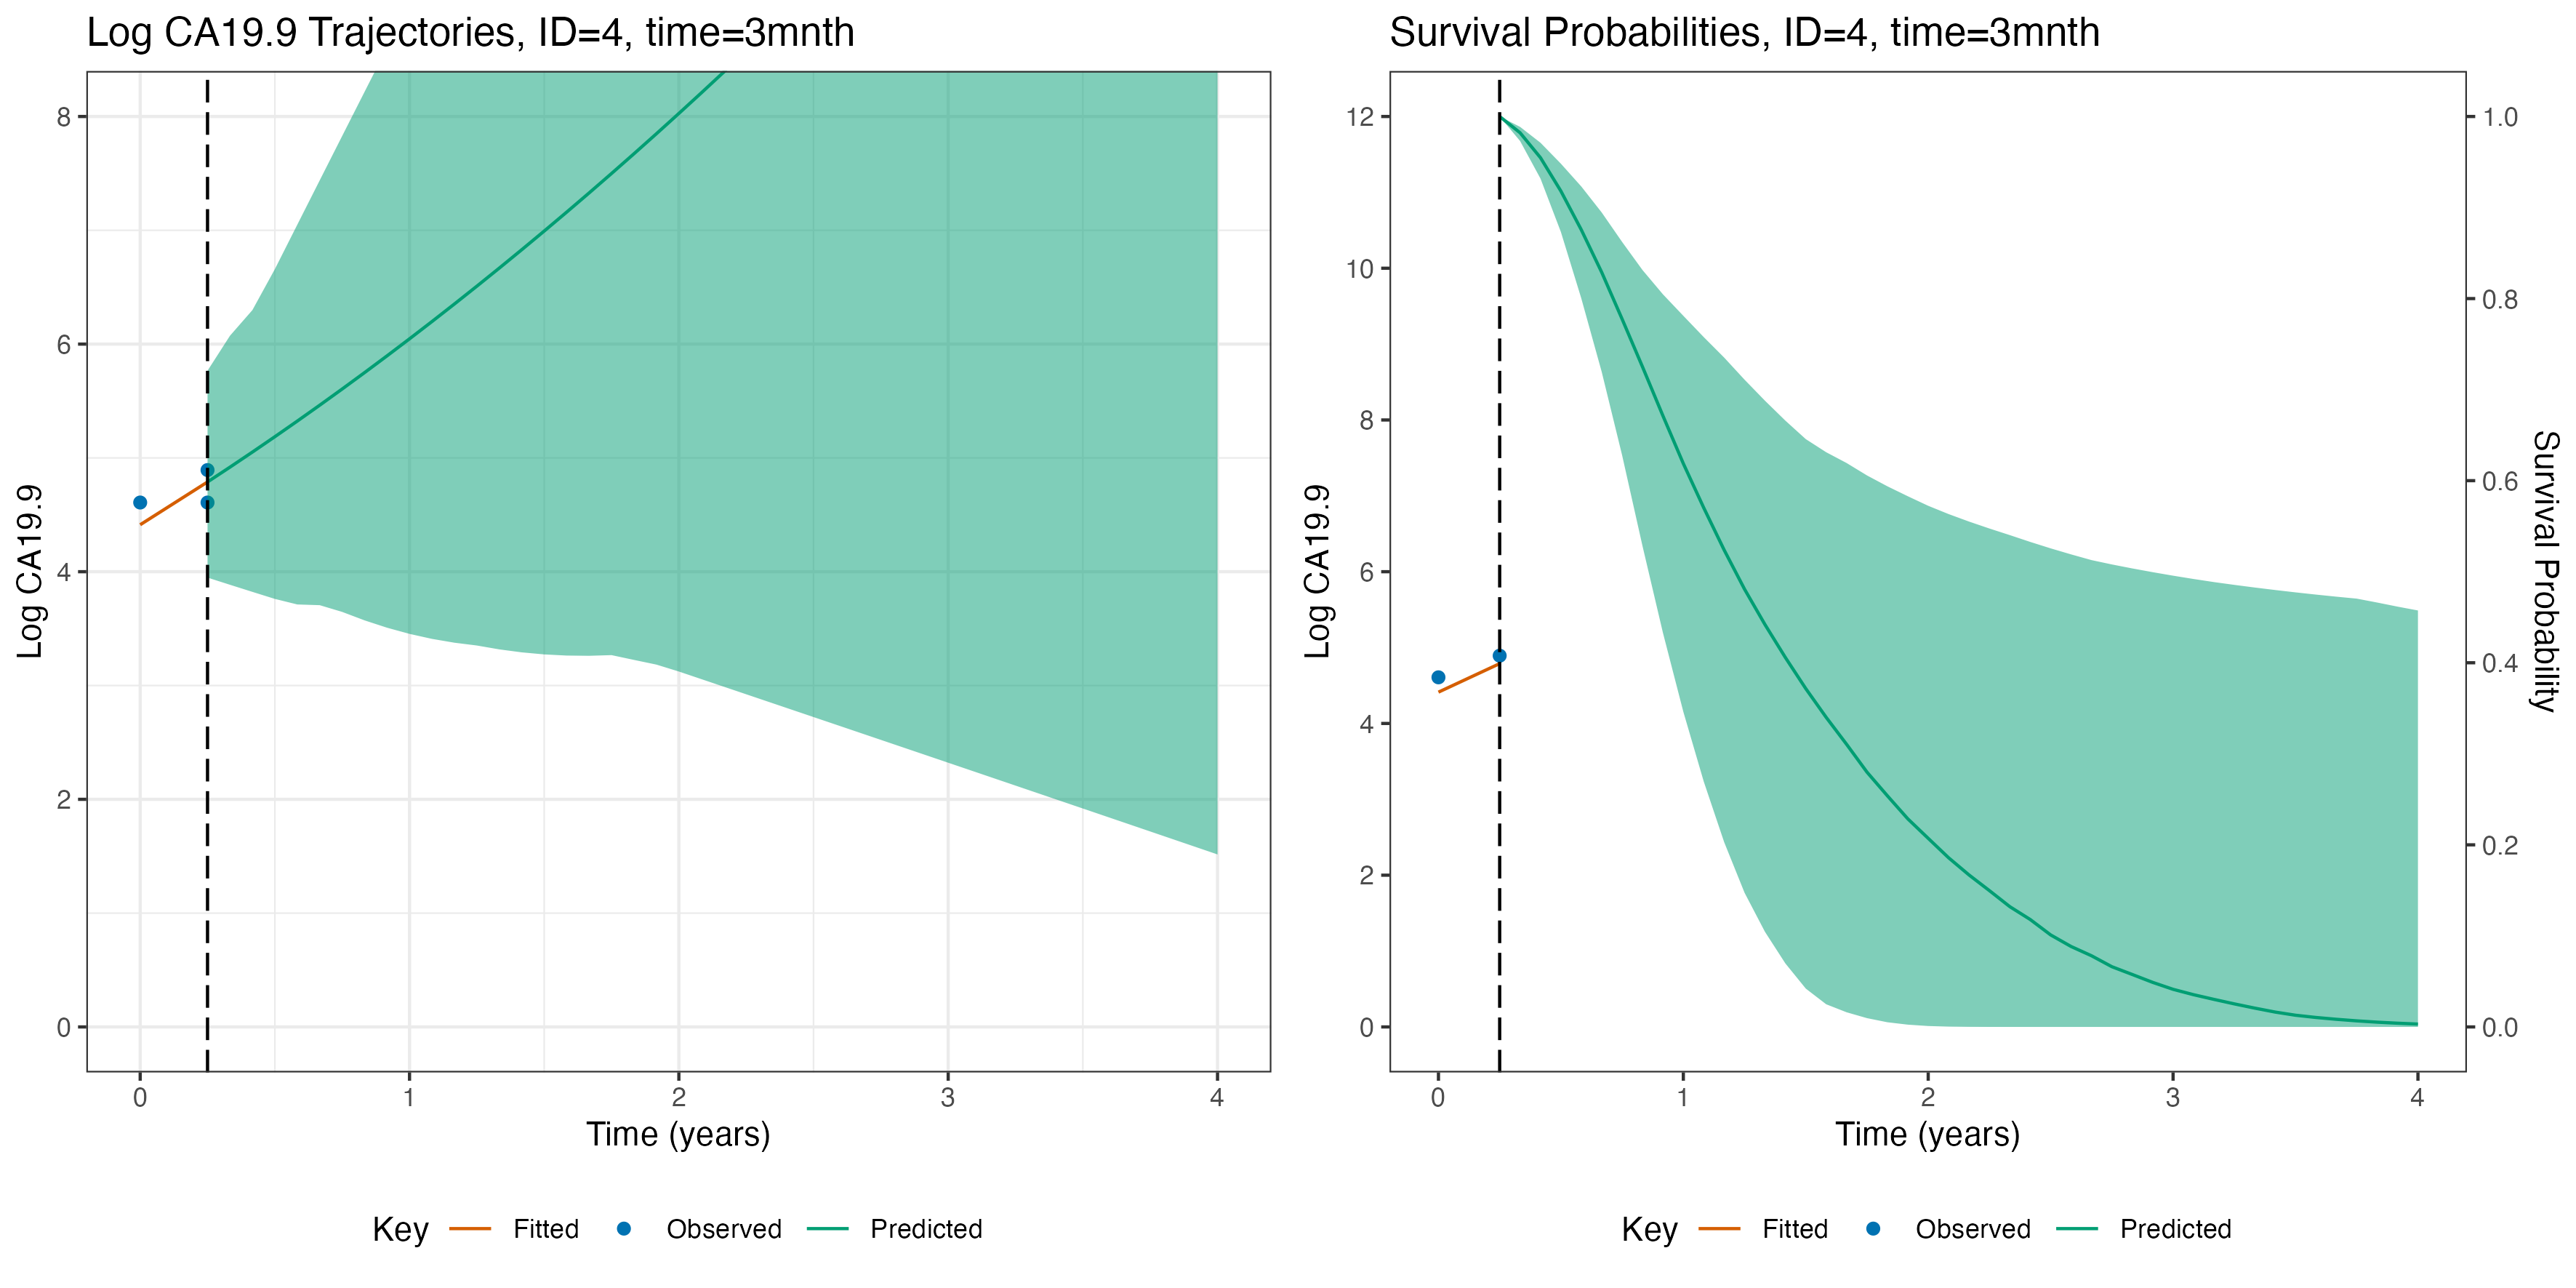 Log CA19.9 Trajectories, ID=4, time=3mnth
Log CA19.9
8
6
4
2
0
0 1 2 3 4
Time (years)
Key Fitted Observed Predicted
Survival Probabilities, ID=4, time=3mnth
Log CA19.9
12
10
8
6
4
2
0
1.0
0.8
0.6
0.4
0.2
0.0
Survival Probability
0 1 2 3 4
Time (years)
Key Fitted Observed Predicted